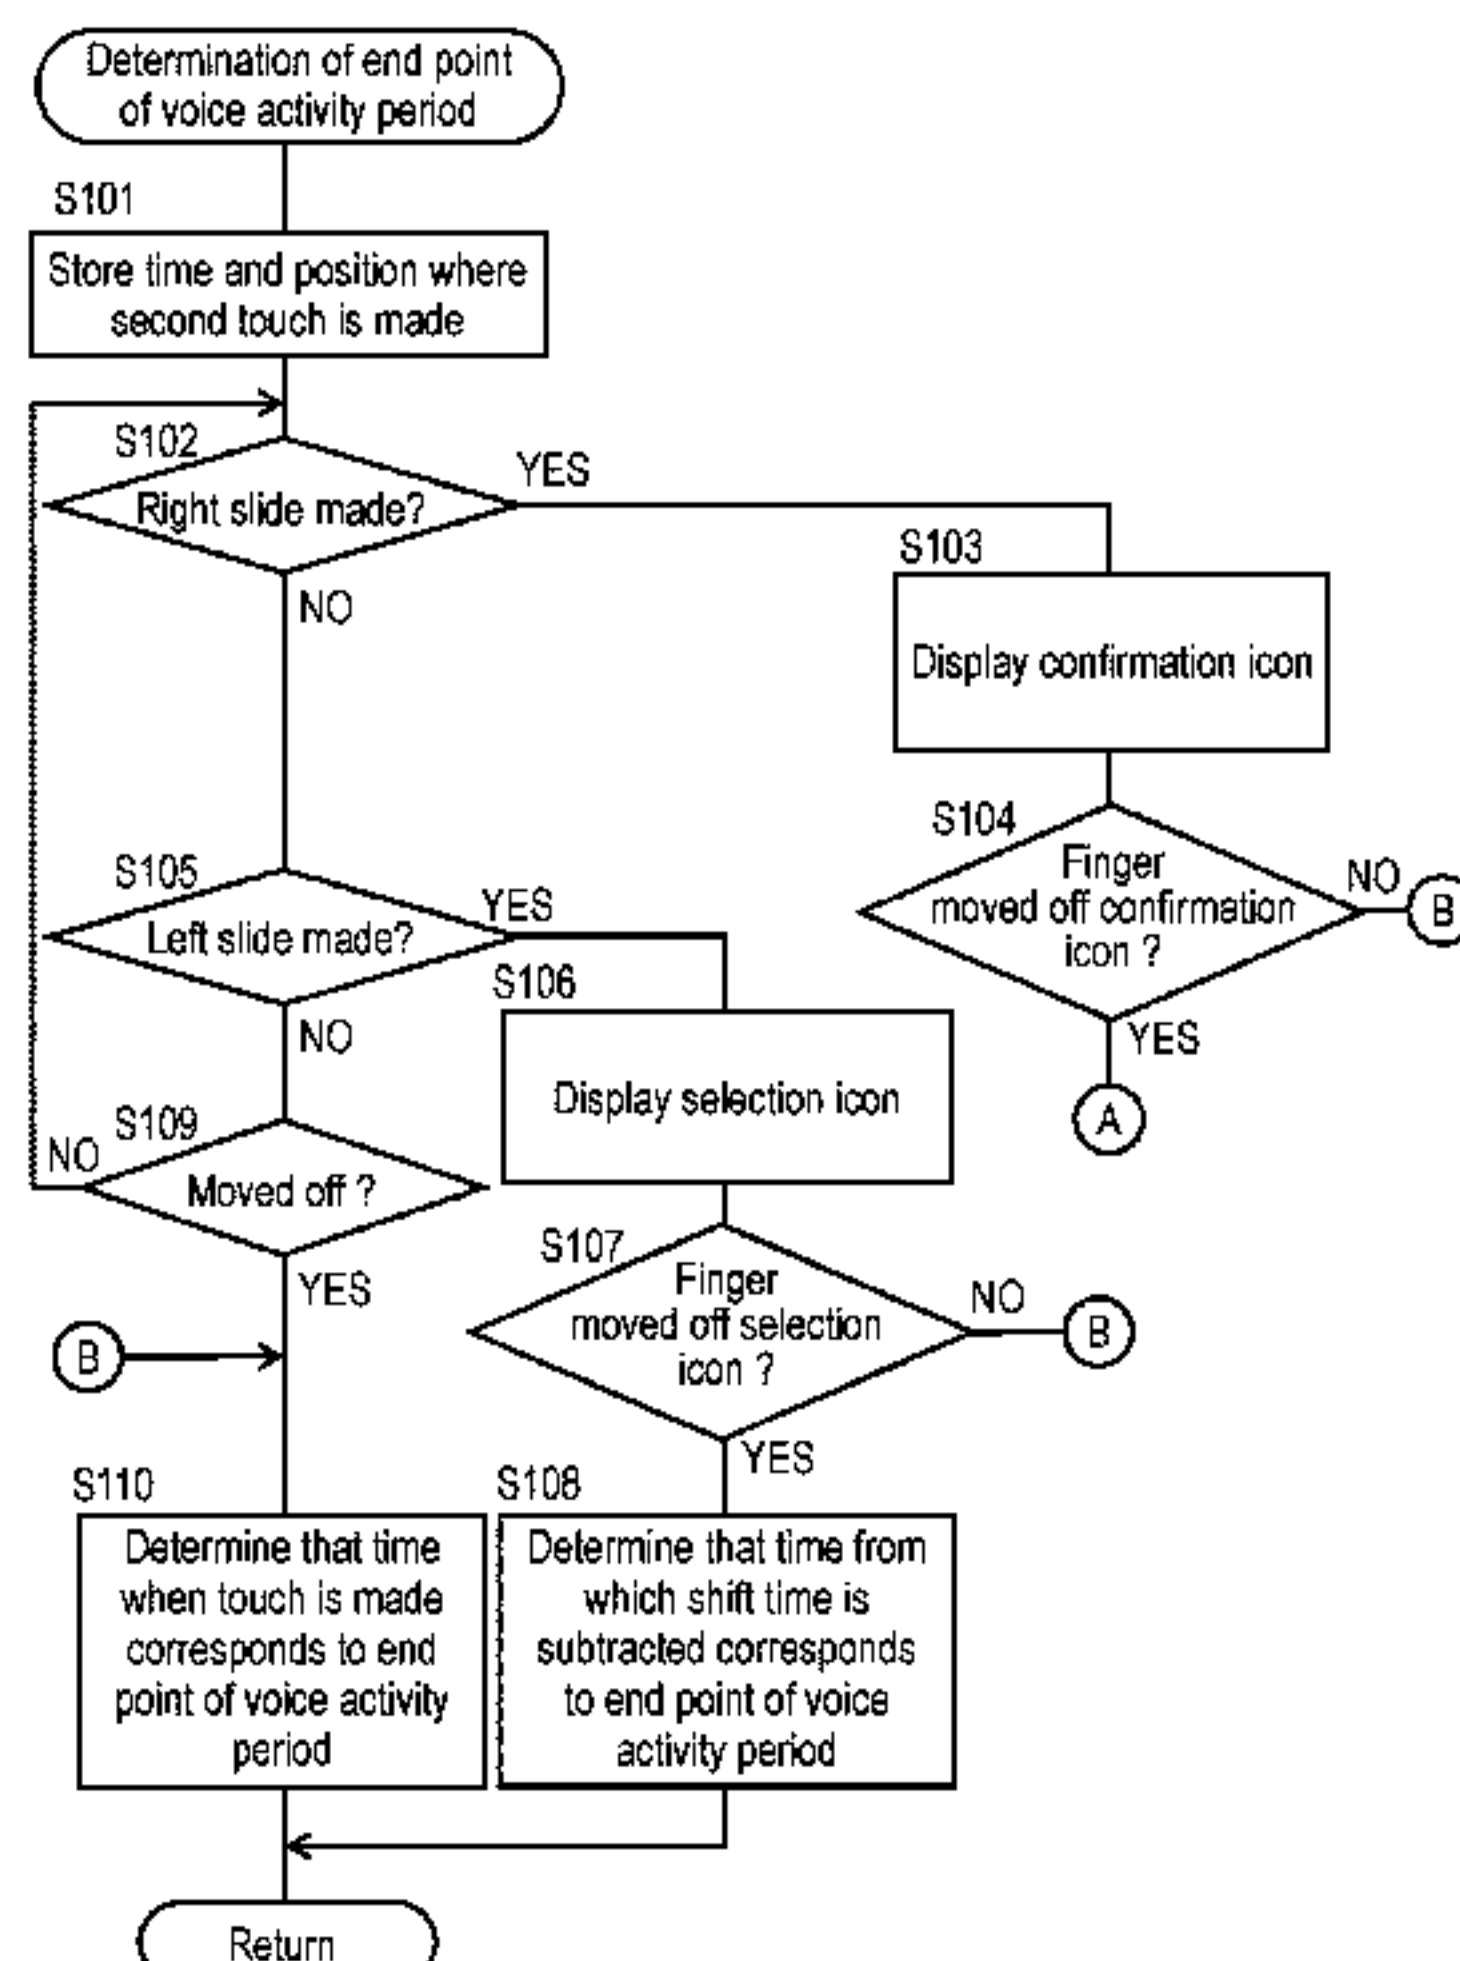 Determination of end point
of voice activity period
S101
Store time and position where
second touch is made
S102
Right slide made?
YES
NO
S103
Display confirmation icon
S104
Finger
moved off confirmation
icon ?
NO
B
YES
A
S105
Left slide made?
YES
NO
S106
Display selection icon
S109
NO
Moved off ?
YES
S107
Finger
moved off selection
icon ?
NO
B
YES
B
S110
Determine that time
when touch is made
corresponds to end
point of voice activity
period
S108
Determine that time from
which shift time is
subtracted corresponds
to end point of voice
activity period
Return